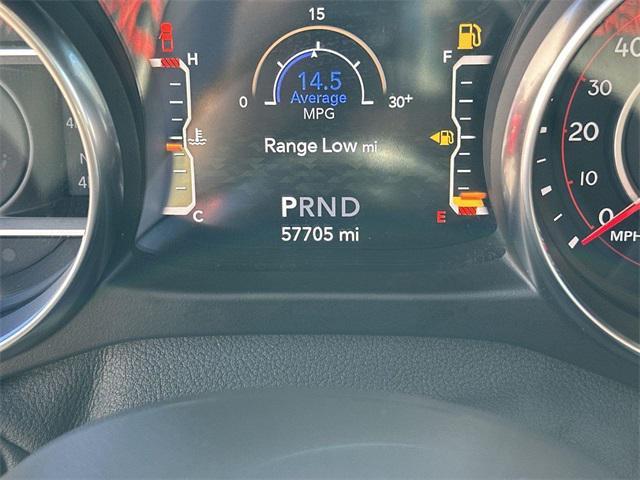 15
H
F
40
14.5
0
Average
30+
30
MPG
20
Range Low mi
10
PRND
C
E
0
57705 mi
MPH